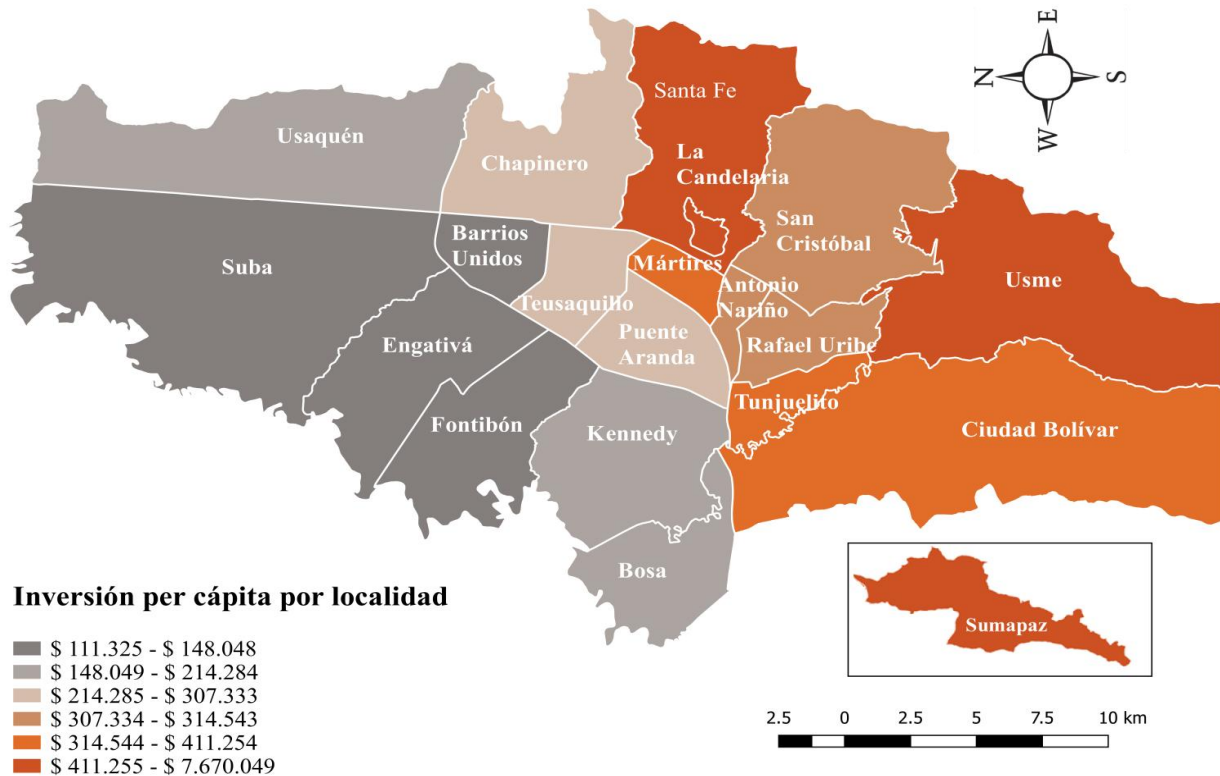 E
N
S
W
Santa Fe
Usaquén
Chapinero
La
Candelaria
San
Cristóbal
Barrios
Unidos
Suba
Mártires
Antonio
Nariño
Usme
Teusaquillo
Engativá
Puente
Aranda
Rafael Uribe
Tunjuelito
Fontibón
Kennedy
Ciudad Bolívar
Bosa
Sumapaz
Inversión per cápita por localidad
$ 111.325 - $ 148.048
$ 148.049 - $ 214.284
$ 214.285 - $ 307.333
$ 307.334 - $ 314.543
$ 314.544 - $ 411.254
$ 411.255 - $ 7.670.049
2.5 0 2.5 5 7.5 10 km